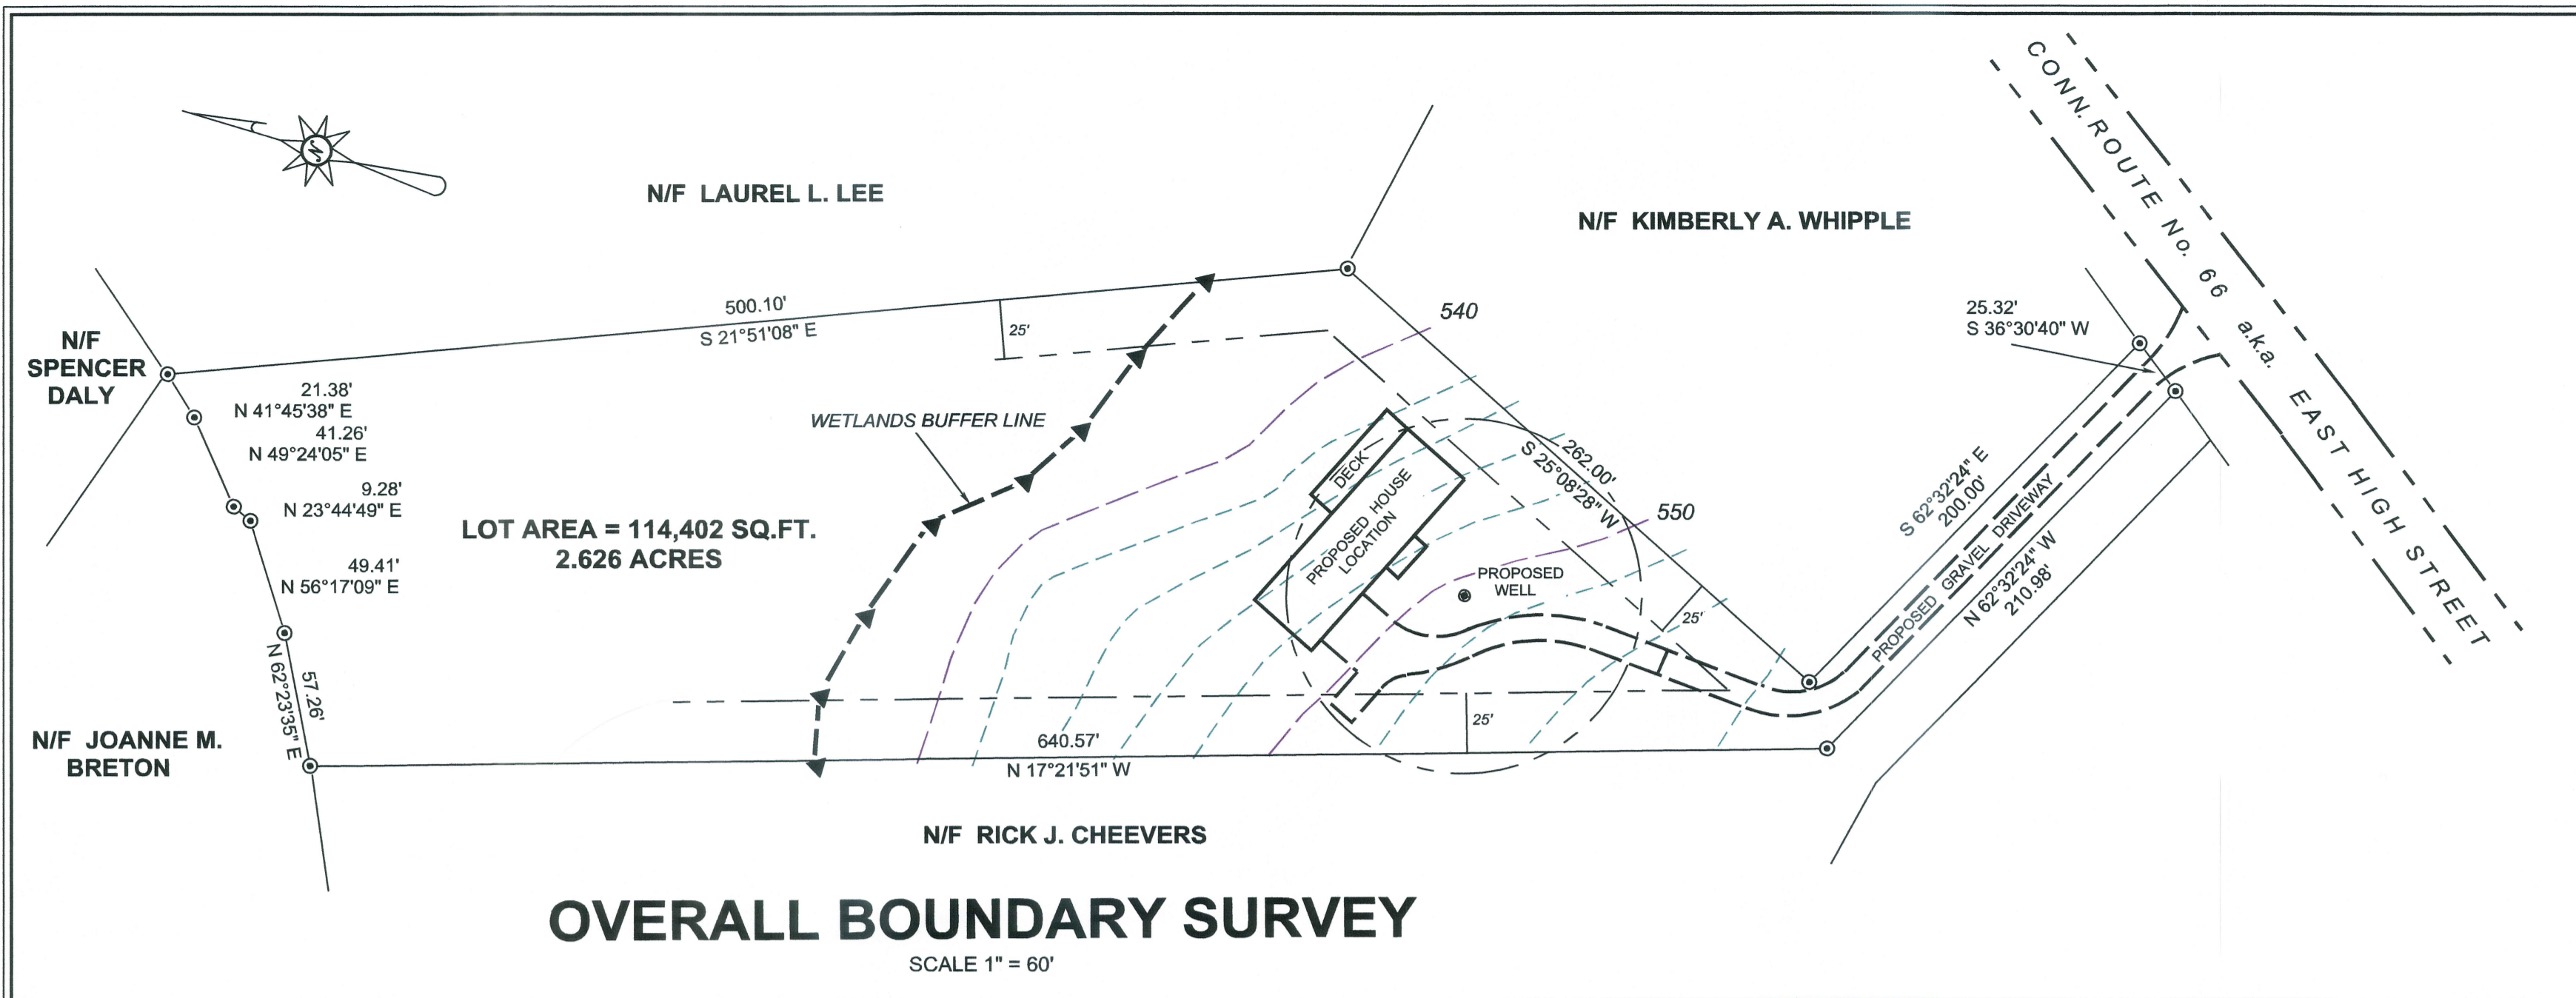 N
N/F LAUREL L. LEE
N/F KIMBERLY A. WHIPPLE
CONN. ROUTE No. 66 a.k.a. EAST HIGH STREET
N/F
SPENCER
DALY
500.10'
S 21°51'08" E
25'
540
25.32'
S 36°30'40" W
21.38'
N 41°45'38" E
41.26'
N 49°24'05" E
9.28'
N 23°44'49" E
49.41'
N 56°17'09" E
57.26'
N 62°23'35" E
WETLANDS BUFFER LINE
LOT AREA = 114,402 SQ.FT.
2.626 ACRES
DECK
PROPOSED HOUSE
LOCATION
262.00'
S 25°08'28" W
550
PROPOSED
WELL
25'
S 62°32'24" E
200.00'
PROPOSED GRAVEL DRIVEWAY
N 62°32'24" W
210.98'
25'
N/F JOANNE M.
BRETON
640.57'
N 17°21'51" W
N/F RICK J. CHEEVERS
OVERALL BOUNDARY SURVEY
SCALE 1" = 60'